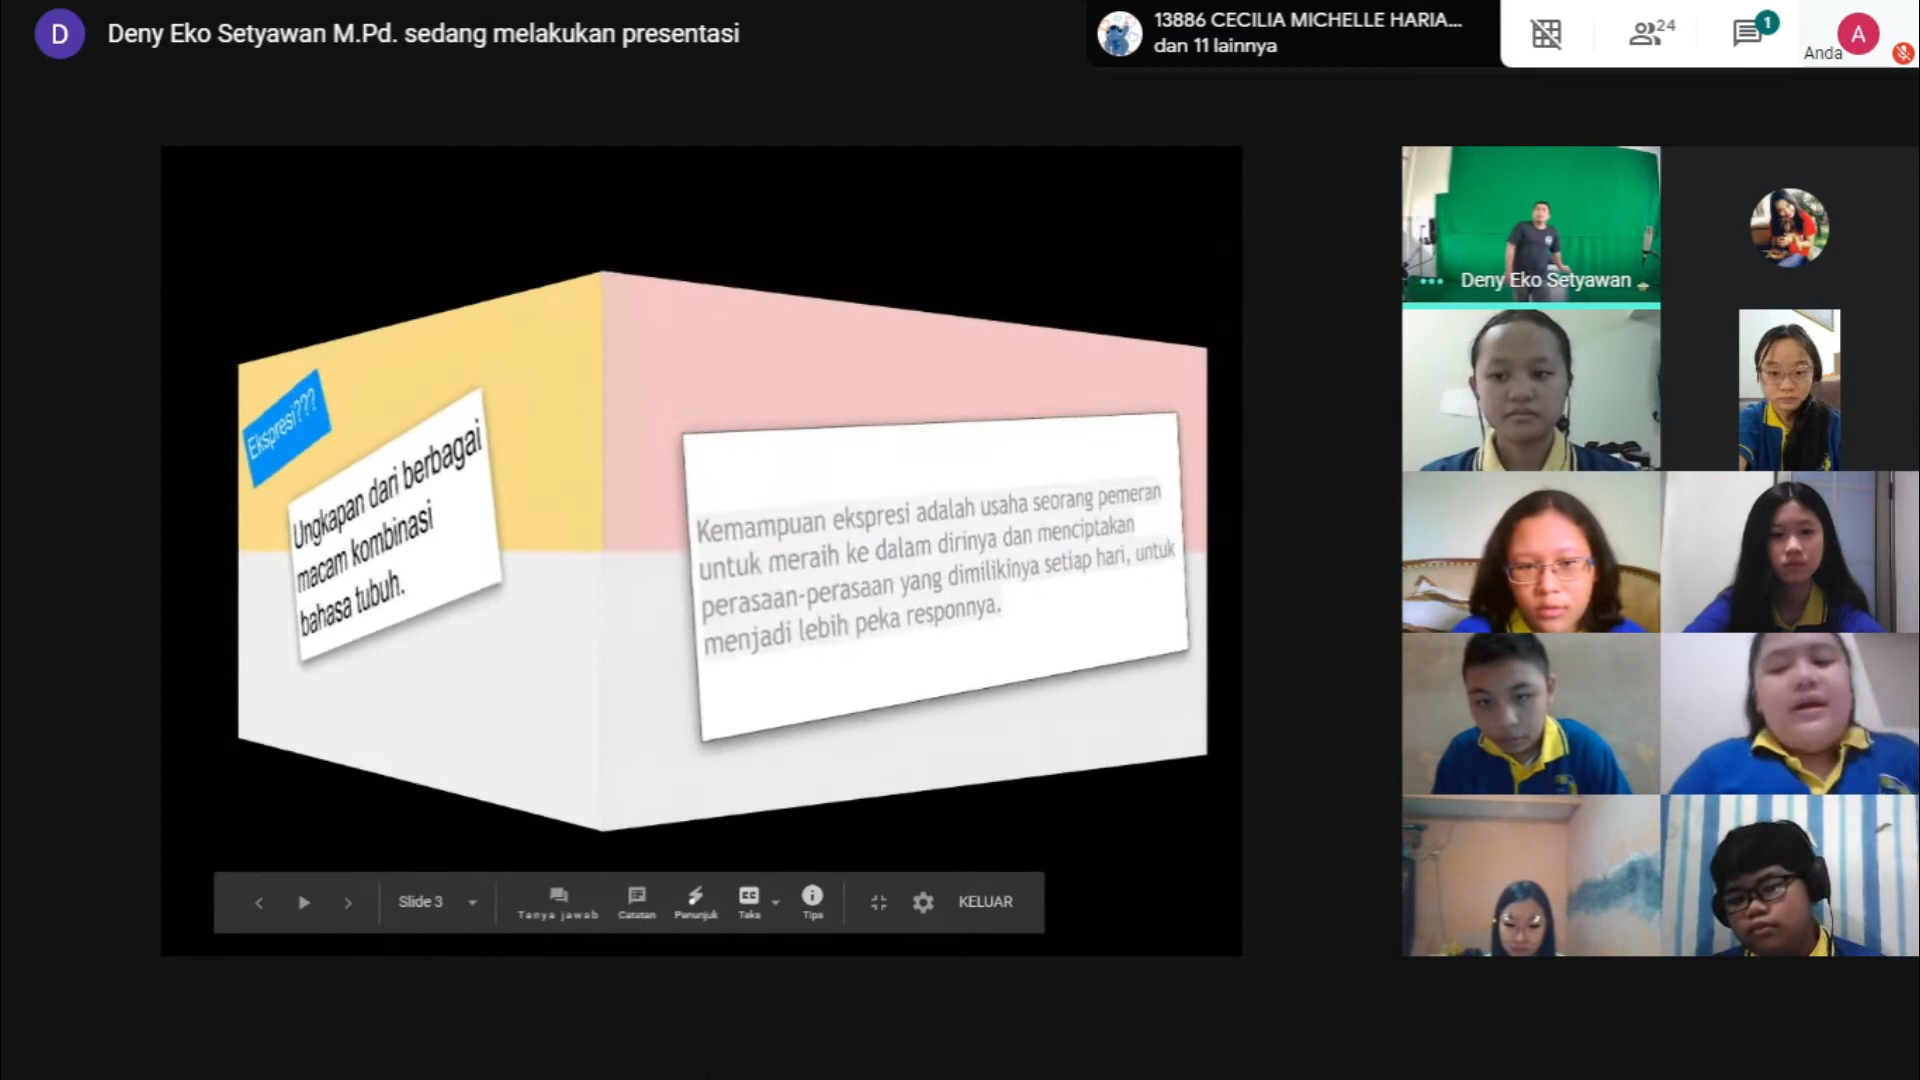 D
Deny Eko Setyawan M.Pd. sedang melakukan presentasi
13886 CECILIA MICHELLE HARIA...
dan 11 lainnya
24
1
Anda
A
Deny Eko Setyawan
Ekspresi???
Ungkapan dari berbagai
macam kombinasi
bahasa tubuh.
Kemampuan ekspresi adalah usaha seorang pemeran
untuk meraih ke dalam dirinya dan menciptakan
perasaan-perasaan yang dimilikinya setiap hari, untuk
menjadi lebih peka responnya.
Slide 3
Tanya jawab
Catatan
Penunjuk
CC
Teks
Tips
KELUAR